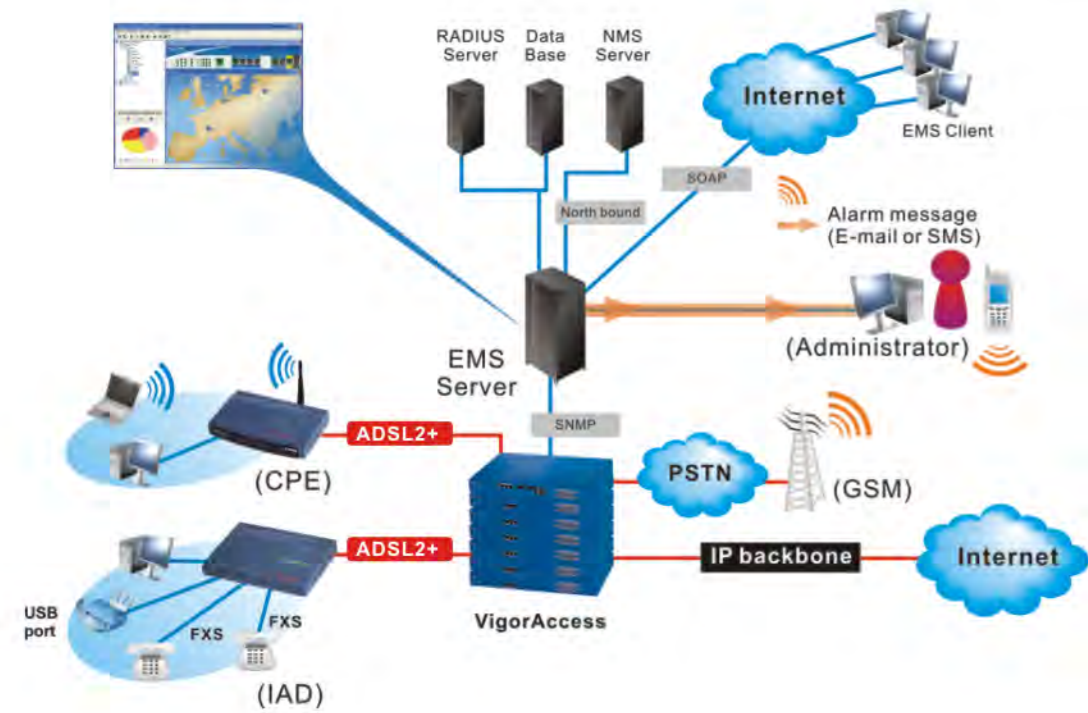 RADIUS
Server
Data
Base
NMS
Server
Internet
EMS Client
SOAP
North bound
Alarm message
(E-mail or SMS)
(Administrator)
EMS
Server
SNMP
ADSL2+
(CPE)
PSTN
(GSM)
ADSL2+
IP backbone
Internet
VigorAccess
USB
port
FXS
FXS
(IAD)